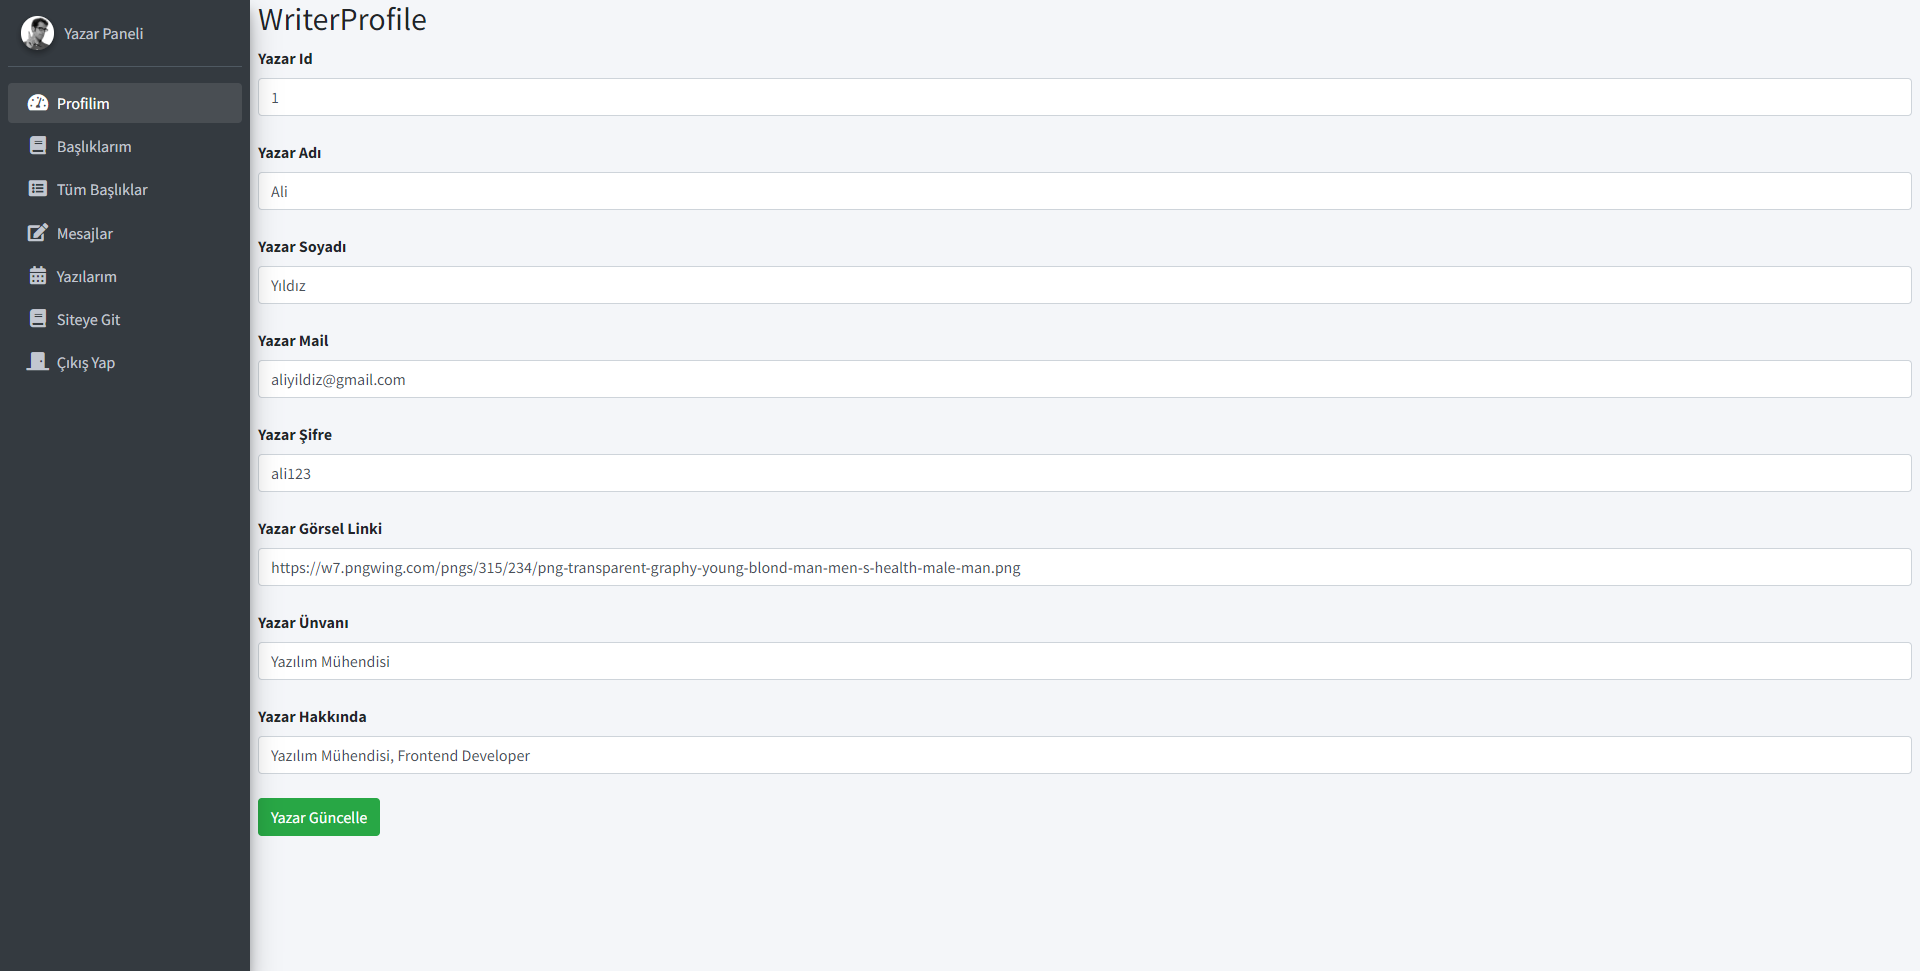 Yazar Paneli
Profilim
Başlıklarım
Tüm Başlıklar
Mesajlar
Yazılarım
Siteye Git
Çıkış Yap
WriterProfile
Yazar Id
1
Yazar Adı
Ali
Yazar Soyadı
Yıldız
Yazar Mail
aliyildiz@gmail.com
Yazar Şifre
ali123
Yazar Görsel Linki
https://w7.pngwing.com/pngs/315/234/png-transparent-graphy-young-blond-man-men-s-health-male-man.png
Yazar Ünvanı
Yazılım Mühendisi
Yazar Hakkında
Yazılım Mühendisi, Frontend Developer
Yazar Güncelle